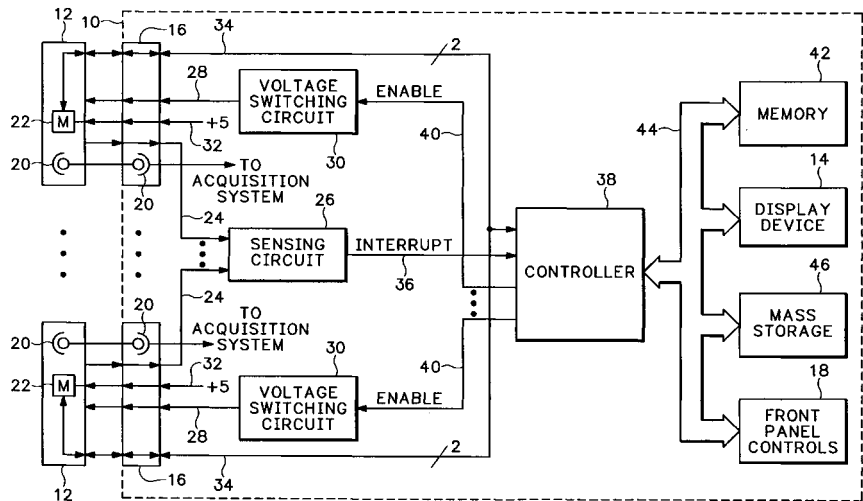 12
10
16
34
2
42
28
VOLTAGE
SWITCHING
CIRCUIT
ENABLE
44
MEMORY
22
M
+5
32
30
40
20
TO
ACQUISITION
SYSTEM
20
14
38
24
26
DISPLAY
DEVICE
SENSING
CIRCUIT
INTERRUPT
36
CONTROLLER
24
46
20
TO
ACQUISITION
SYSTEM
MASS
STORAGE
20
32
30
40
22
M
+5
VOLTAGE
SWITCHING
CIRCUIT
ENABLE
18
28
FRONT
PANEL
CONTROLS
2
12
16
34